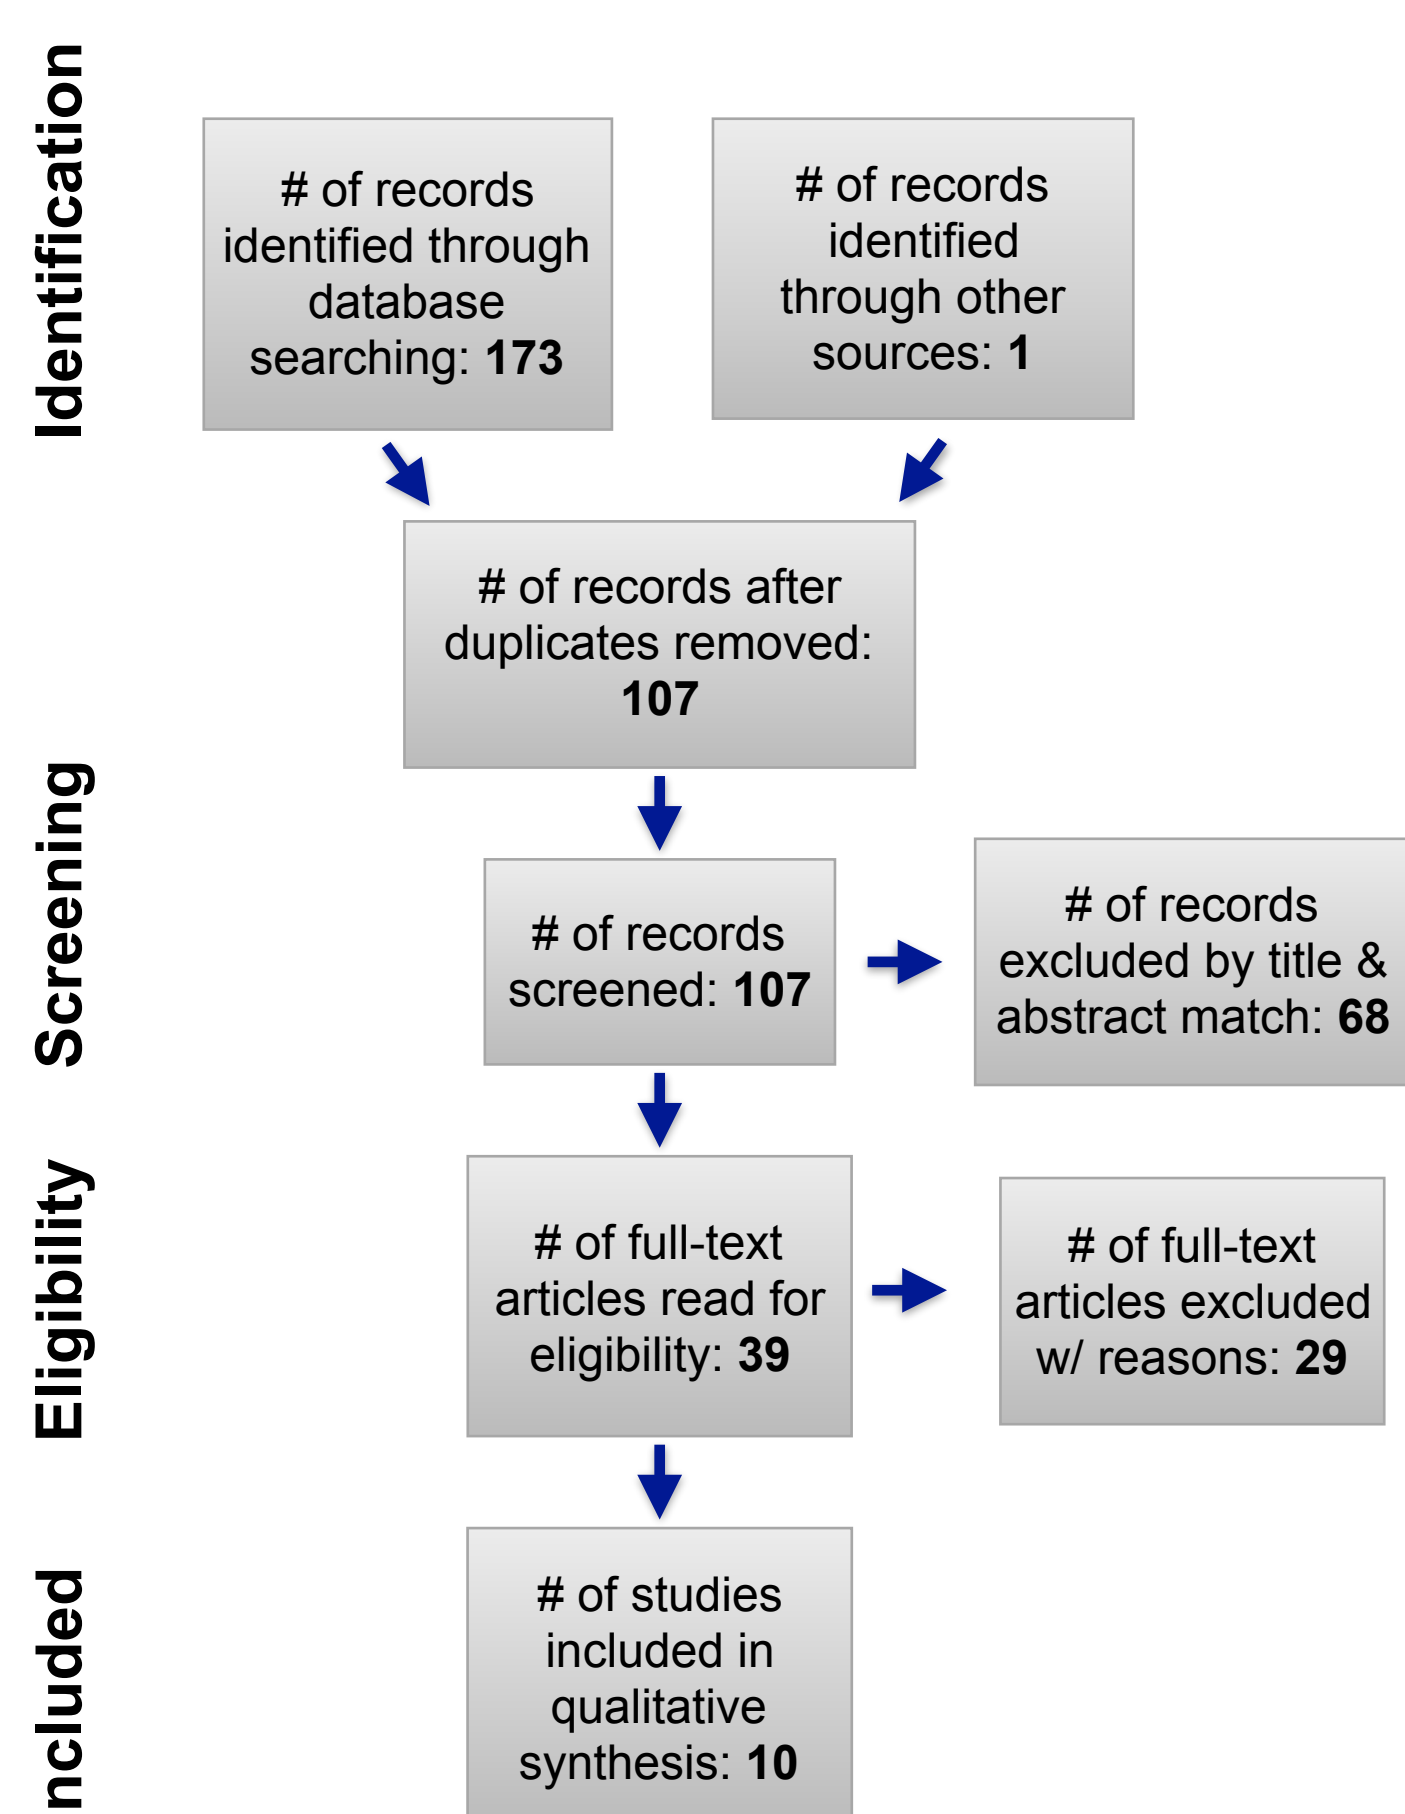 Identification
# of records
identified through
database
searching: 173
# of records
identified
through other
sources: 1
# of records after
duplicates removed:
107
Screening
# of records
screened: 107
# of records
excluded by title &
abstract match: 68
Eligibility
# of full-text
articles read for
eligibility: 39
# of full-text
articles excluded
w/ reasons: 29
ncluded
# of studies
included in
qualitative
synthesis: 10